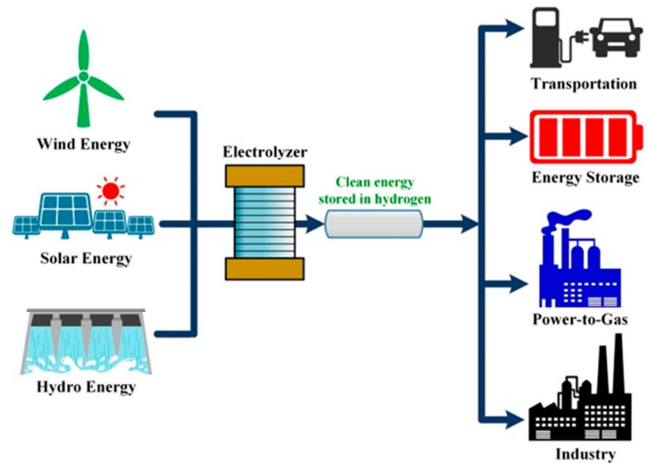 Wind Energy
Solar Energy
Hydro Energy
Electrolyzer
Clean energy
stored in hydrogen
Transportation
Energy Storage
Power-to-Gas
Industry